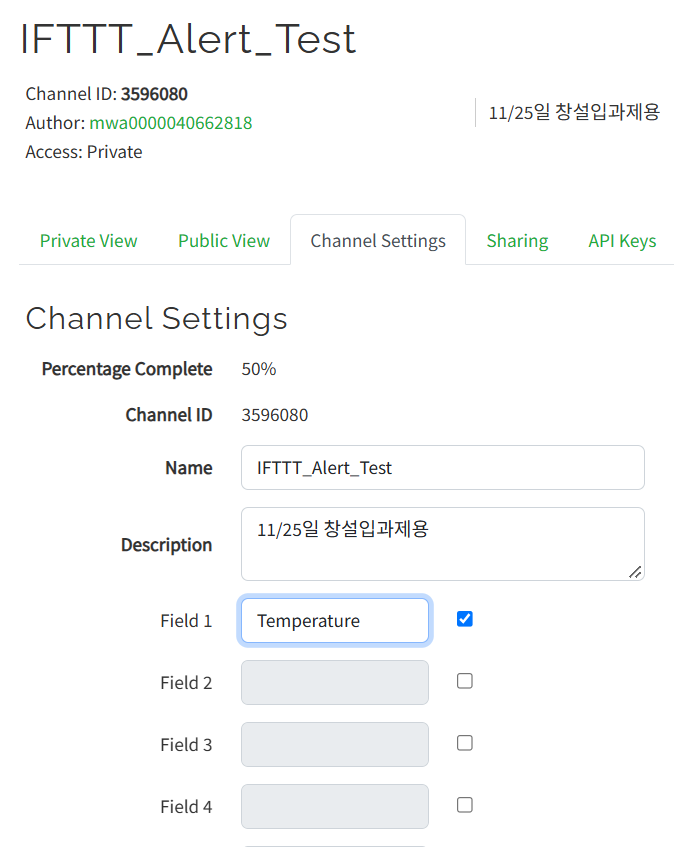 IFTTT_Alert_Test
Channel ID: 3596080
Author: mwa0000040662818
Access: Private
11/25일 창설입과제용
Private View
Public View
Channel Settings
Sharing
API Keys
Channel Settings
Percentage Complete 50%
Channel ID 3596080
Name IFTTT_Alert_Test
Description 11/25일 창설입과제용
Field 1 Temperature
Field 2
Field 3
Field 4